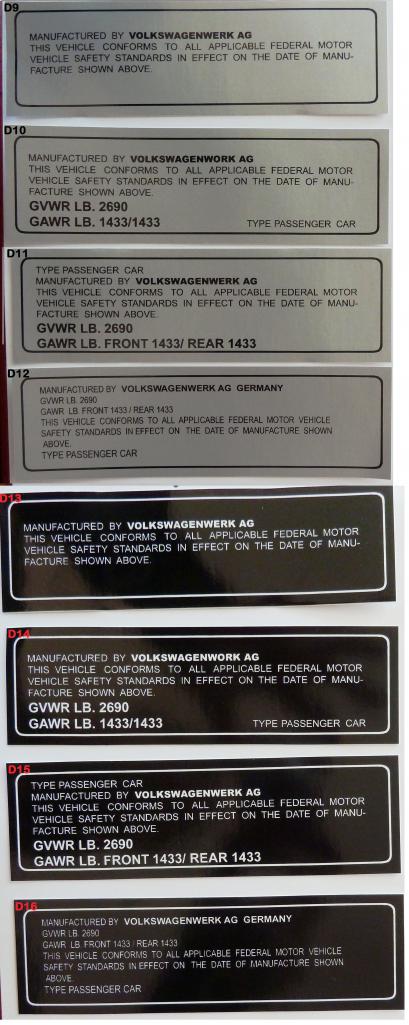 D9
MANUFACTURED BY VOLKSWAGENWERK AG
THIS VEHICLE CONFORMS TO ALL APPLICABLE FEDERAL MOTOR
VEHICLE SAFETY STANDARDS IN EFFECT ON THE DATE OF MANU-
FACTURE SHOWN ABOVE.
D10
MANUFACTURED BY VOLKSWAGENWORK AG
THIS VEHICLE CONFORMS TO ALL APPLICABLE FEDERAL MOTOR
VEHICLE SAFETY STANDARDS IN EFFECT ON THE DATE OF MANU-
FACTURE SHOWN ABOVE.
GVWR LB. 2690
GAWR LB. 1433/1433 TYPE PASSENGER CAR
D11
TYPE PASSENGER CAR
MANUFACTURED BY VOLKSWAGENWERK AG
THIS VEHICLE CONFORMS TO ALL APPLICABLE FEDERAL MOTOR
VEHICLE SAFETY STANDARDS IN EFFECT ON THE DATE OF MANU-
FACTURE SHOWN ABOVE.
GVWR LB. 2690
GAWR LB. FRONT 1433/ REAR 1433
D12
MANUFACTURED BY VOLKSWAGENWERK AG GERMANY
GVWR LB. 2690
GAWR LB FRONT 1433 / REAR 1433
THIS VEHICLE CONFORMS TO ALL APPLICABLE FEDERAL MOTOR VEHICLE
SAFETY STANDARDS IN EFFECT ON THE DATE OF MANUFACTURE SHOWN
ABOVE.
TYPE PASSENGER CAR
D13
MANUFACTURED BY VOLKSWAGENWERK AG
THIS VEHICLE CONFORMS TO ALL APPLICABLE FEDERAL MOTOR
VEHICLE SAFETY STANDARDS IN EFFECT ON THE DATE OF MANU-
FACTURE SHOWN ABOVE.
D14
MANUFACTURED BY VOLKSWAGENWORK AG
THIS VEHICLE CONFORMS TO ALL APPLICABLE FEDERAL MOTOR
VEHICLE SAFETY STANDARDS IN EFFECT ON THE DATE OF MANU-
FACTURE SHOWN ABOVE.
GVWR LB. 2690
GAWR LB. 1433/1433 TYPE PASSENGER CAR
D15
TYPE PASSENGER CAR
MANUFACTURED BY VOLKSWAGENWERK AG
THIS VEHICLE CONFORMS TO ALL APPLICABLE FEDERAL MOTOR
VEHICLE SAFETY STANDARDS IN EFFECT ON THE DATE OF MANU-
FACTURE SHOWN ABOVE.
GVWR LB. 2690
GAWR LB. FRONT 1433/ REAR 1433
D16
MANUFACTURED BY VOLKSWAGENWERK AG GERMANY
GVWR LB. 2690
GAWR LB. FRONT 1433 / REAR 1433
THIS VEHICLE CONFORMS TO ALL APPLICABLE FEDERAL MOTOR VEHICLE
SAFETY STANDARDS IN EFFECT ON THE DATE OF MANUFACTURE SHOWN
ABOVE.
TYPE PASSENGER CAR